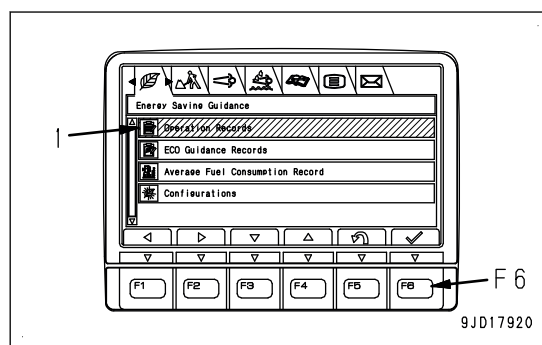 Energy Saving Guidance
1
Operation Records
ECO Guidance Records
Average Fuel Consumption Record
Configurations
F1 F2 F3 F4 F5 F6
F6
9JD17920